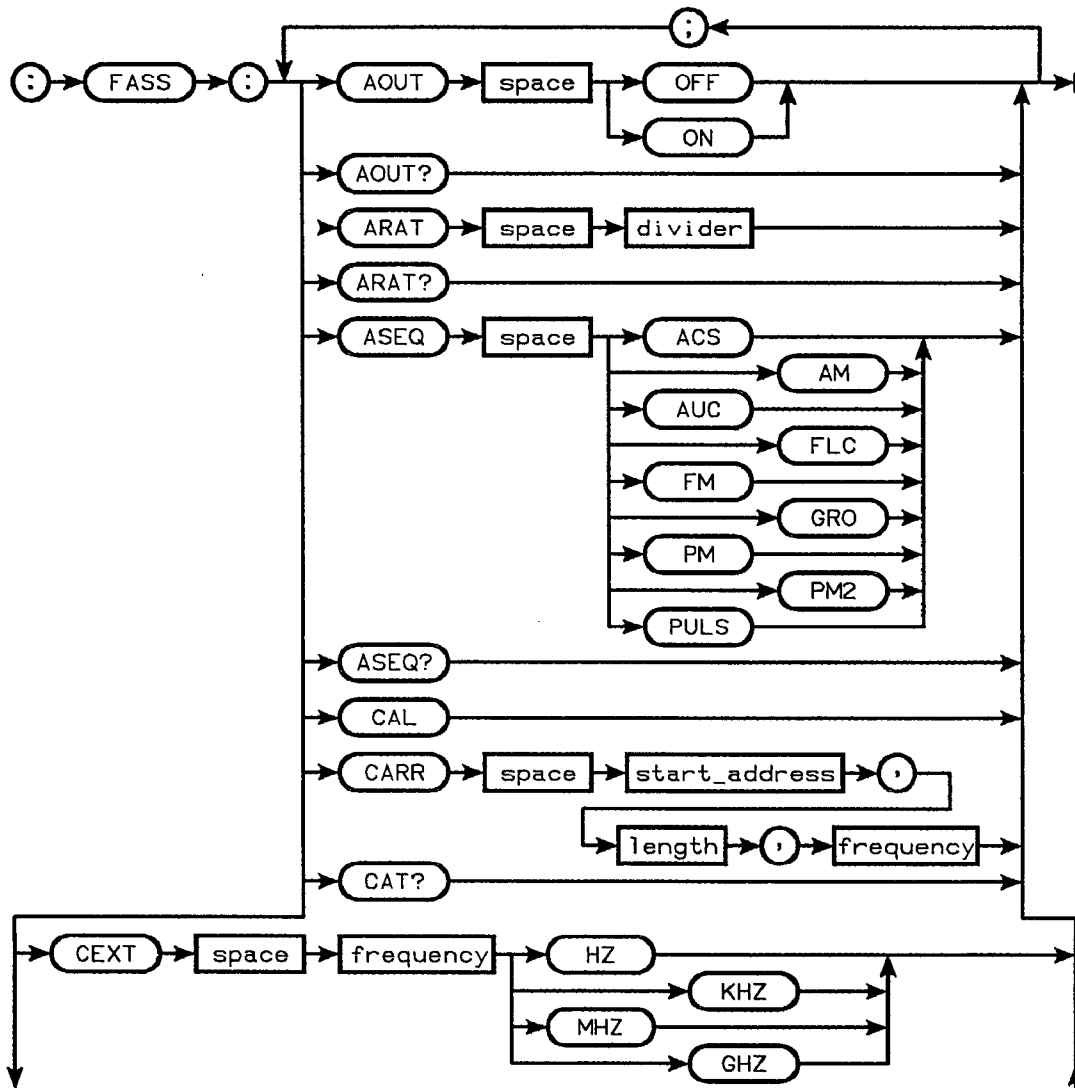 ;
: FASS : AOUT space OFF
ON
AOUT?
ARAT space divider
ARAT?
ASEQ space ACS
AM
AUC
FLC
FM
GRO
PM
PM2
PULS
ASEQ?
CAL
CARR space start_address ,
length , frequency
CAT?
CEXT space frequency HZ
KHZ
MHZ
GHZ